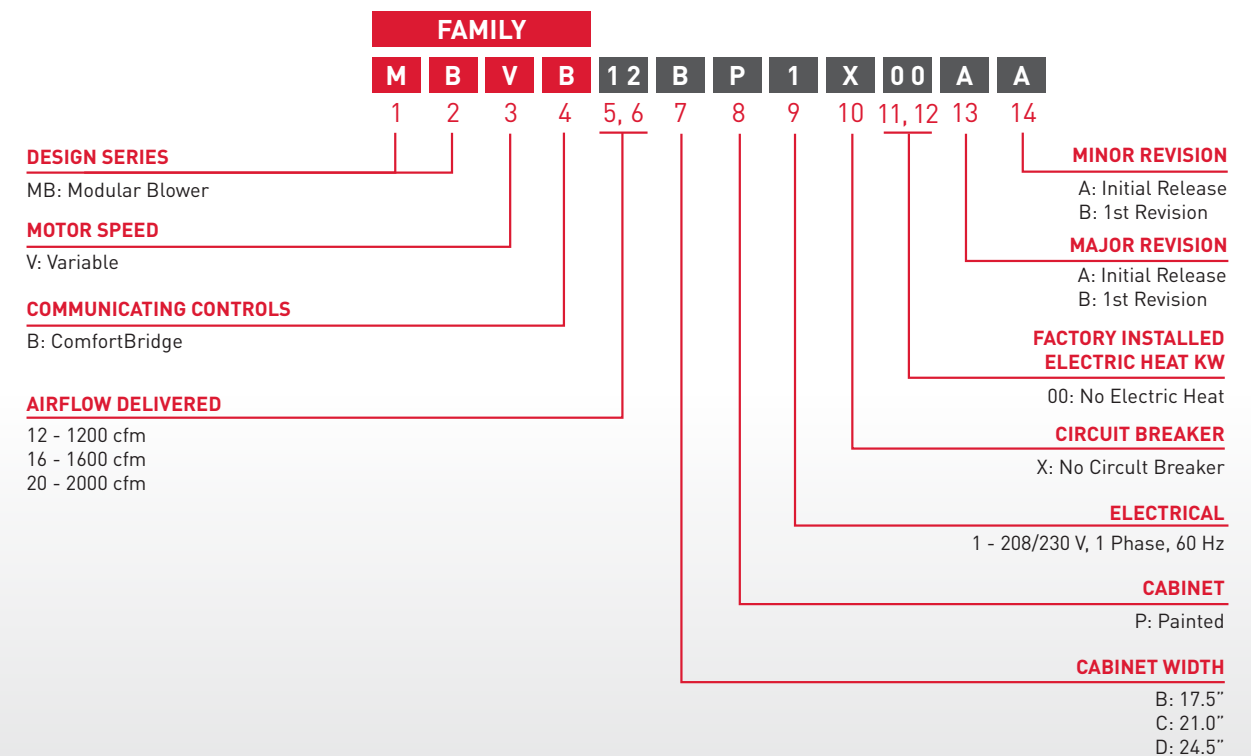 FAMILY
M B V B 12 B P 1 X 00 A A
1 2 3 4 5, 6 7 8 9 10 11, 12 13 14
DESIGN SERIES
MB: Modular Blower
MOTOR SPEED
V: Variable
COMMUNICATING CONTROLS
B: ComfortBridge
AIRFLOW DELIVERED
12 - 1200 cfm
16 - 1600 cfm
20 - 2000 cfm
MINOR REVISION
A: Initial Release
B: 1st Revision
MAJOR REVISION
A: Initial Release
B: 1st Revision
FACTORY INSTALLED
ELECTRIC HEAT KW
00: No Electric Heat
CIRCUIT BREAKER
X: No Circult Breaker
ELECTRICAL
1 - 208/230 V, 1 Phase, 60 Hz
CABINET
P: Painted
CABINET WIDTH
B: 17.5”
C: 21.0”
D: 24.5”